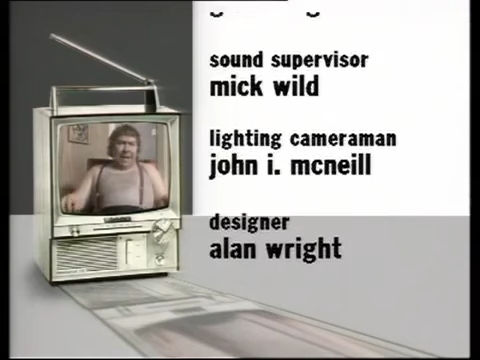 sound supervisor
mick wild
lighting cameraman
john i. mcneill
designer
alan wright